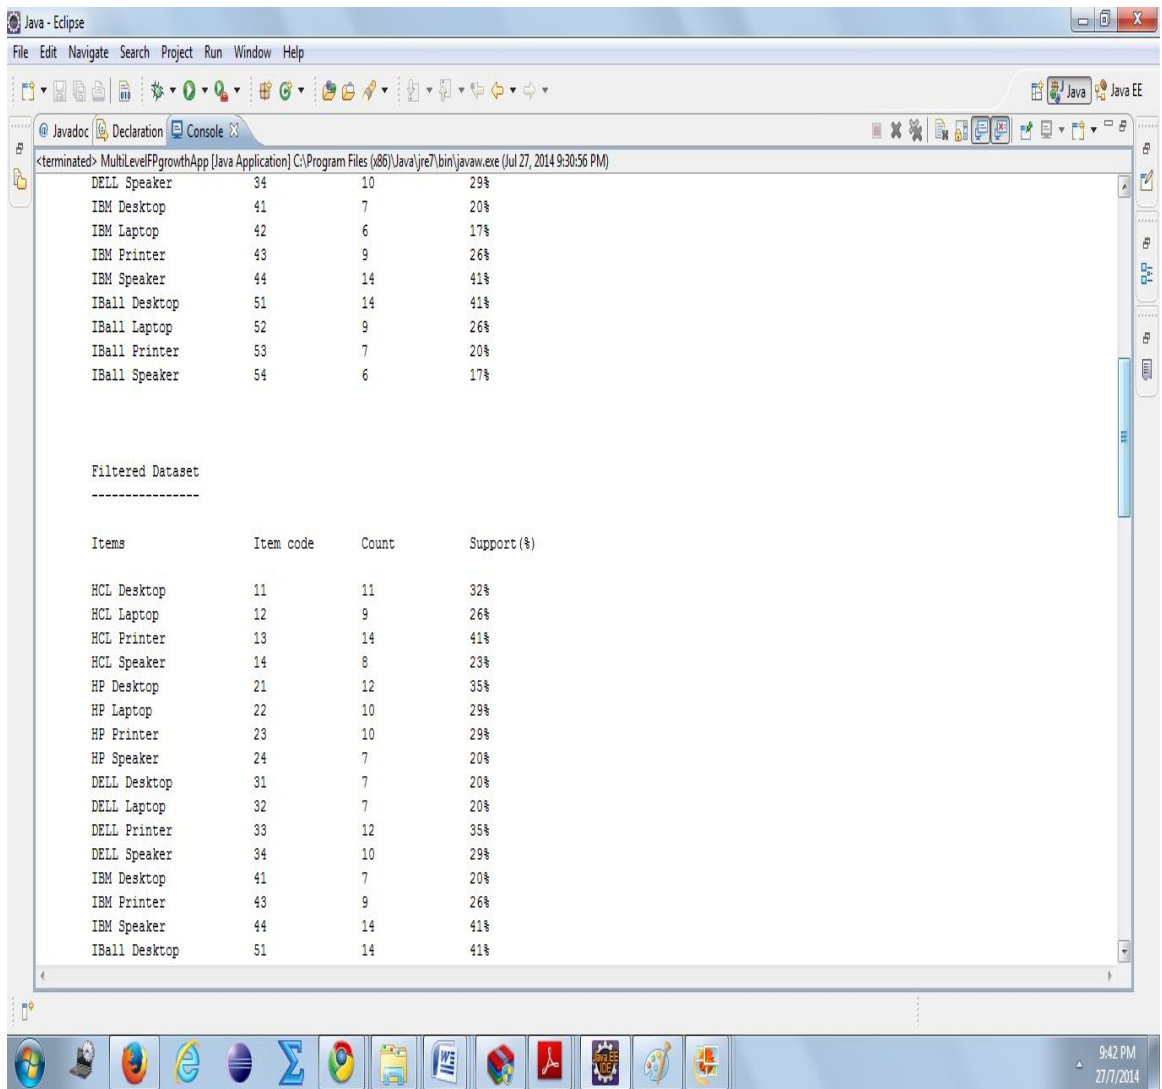 Java - Eclipse
File Edit Navigate Search Project Run Window Help
Java Java EE
@ Javadoc Declaration Console
<terminated> MultiLevelFPgrowthApp [Java Application] C:\Program Files (x86)\Java\jre7\bin\javaw.exe (Jul 27, 2014 9:30:56 PM)
DELL Speaker 34 10 29%
IBM Desktop 41 7 20%
IBM Laptop 42 6 17%
IBM Printer 43 9 26%
IBM Speaker 44 14 41%
IBall Desktop 51 14 41%
IBall Laptop 52 9 26%
IBall Printer 53 7 20%
IBall Speaker 54 6 17%
Filtered Dataset
----------------
Items Item code Count Support(%)
HCL Desktop 11 11 32%
HCL Laptop 12 9 26%
HCL Printer 13 14 41%
HCL Speaker 14 8 23%
HP Desktop 21 12 35%
HP Laptop 22 10 29%
HP Printer 23 10 29%
HP Speaker 24 7 20%
DELL Desktop 31 7 20%
DELL Laptop 32 7 20%
DELL Printer 33 12 35%
DELL Speaker 34 10 29%
IBM Desktop 41 7 20%
IBM Printer 43 9 26%
IBM Speaker 44 14 41%
IBall Desktop 51 14 41%
Java EE
IDE
9:42 PM
27/7/2014